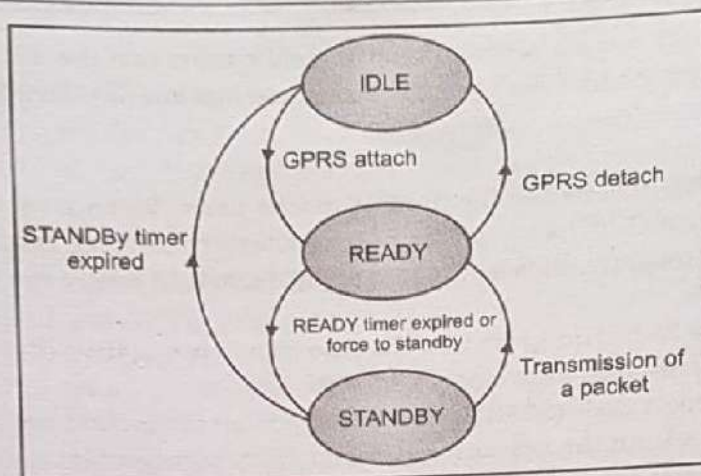 IDLE
GPRS attach
GPRS detach
STANDBy timer
expired
READY
READY timer expired or
force to standby
Transmission of
a packet
STANDBY